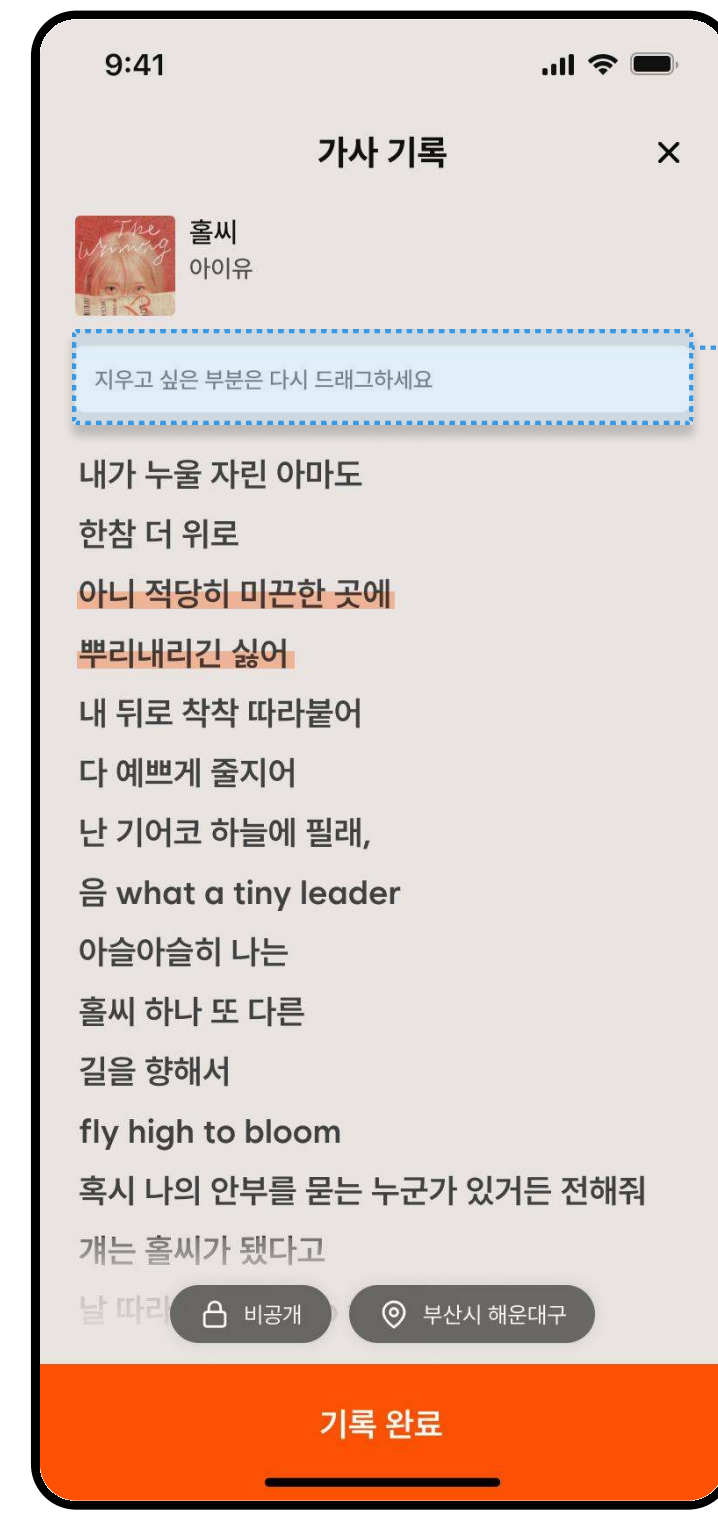 9:41
가사 기록
The
Winning
홀씨
아이유
지우고 싶은 부분은 다시 드래그하세요
내가 누울 자린 아마도
한참 더 위로
아니 적당히 미끈한 곳에
뿌리내리긴 싫어
내 뒤로 착착 따라붙어
다 예쁘게 줄지어
난 기어코 하늘에 필래,
음 what a tiny leader
아슬아슬히 나는
홀씨 하나 또 다른
길을 향해서
fly high to bloom
혹시 나의 안부를 묻는 누군가 있거든 전해줘
걔는 홀씨가 됐다고
날 따라
비공개
부산시 해운대구
기록 완료